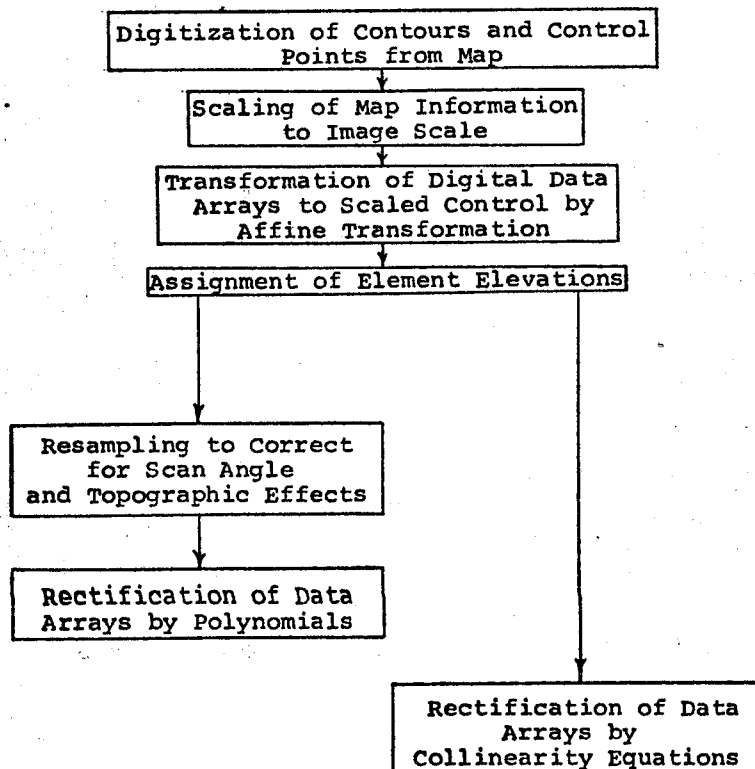 Digitization of Contours and Control
Points from Map
Scaling of Map Information
to Image Scale
Transformation of Digital Data
Arrays to Scaled Control by
Affine Transformation
Assignment of Element Elevations
Resampling to Correct
for Scan Angle
and Topographic Effects
Rectification of Data
Arrays by Polynomials
Rectification of Data
Arrays by
Collinearity Equations